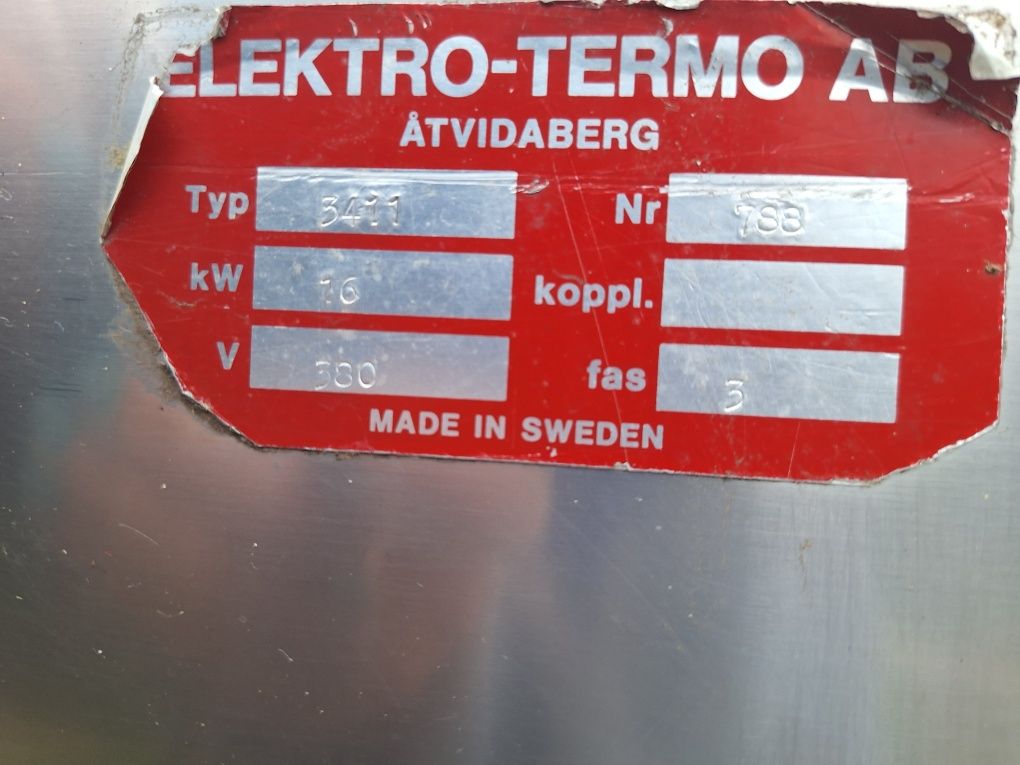 ELEKTRO-TERMO AB
ÅTVIDABERG
Typ 3411 Nr 788
kW 16 koppl.
V 380 fas 3
MADE IN SWEDEN